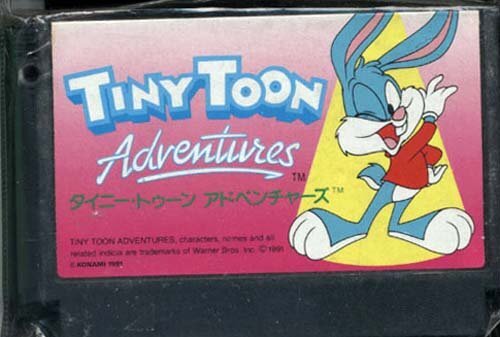 TINY TOON
Adventures™
タイニー・トゥーン アドベンチャーズ™
TINY TOON ADVENTURES, characters, names and all
related indicia are trademarks of Warner Bros. Inc. ©1991
© KONAMI 1991